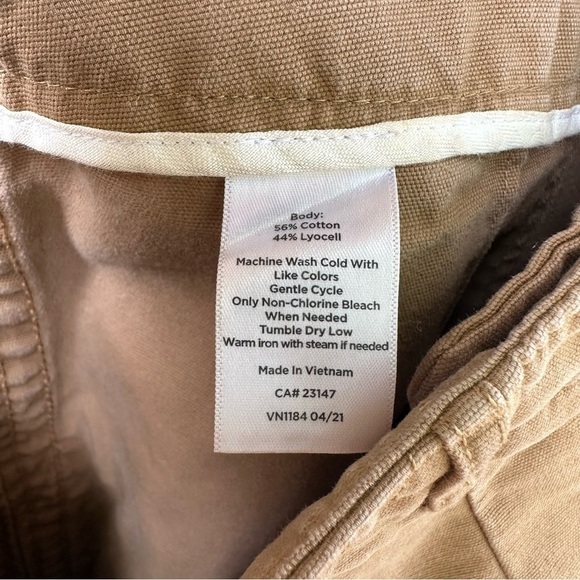 Body:
56% Cotton
44% Lyocell
Machine Wash Cold With
Like Colors
Gentle Cycle
Only Non-Chlorine Bleach
When Needed
Tumble Dry Low
Warm iron with steam if needed
Made In Vietnam
CA# 23147
VN1184 04/21